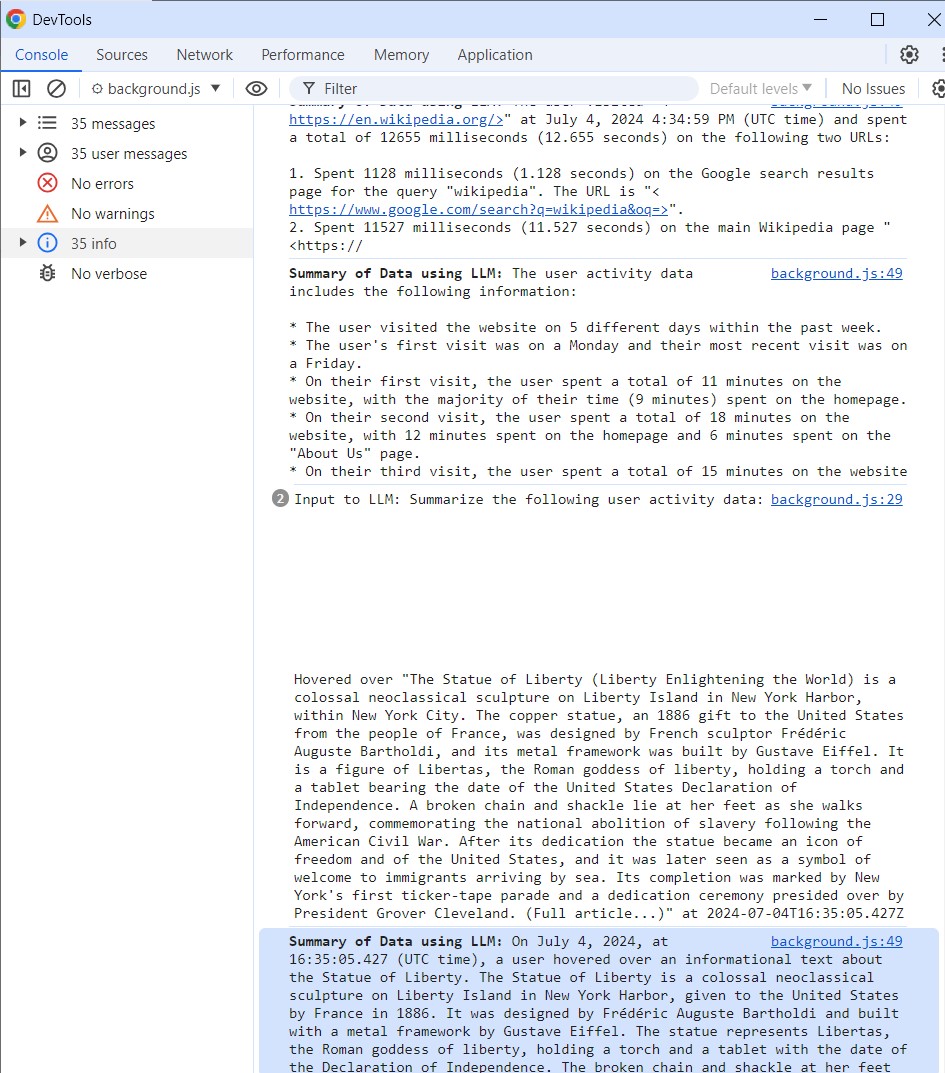 DevTools
Console Sources Network Performance Memory Application
background.js Filter Default levels No Issues
35 messages
35 user messages
No errors
No warnings
35 info
No verbose
https://en.wikipedia.org/>" at July 4, 2024 4:34:59 PM (UTC time) and spent
a total of 12655 milliseconds (12.655 seconds) on the following two URLs:
1. Spent 1128 milliseconds (1.128 seconds) on the Google search results
page for the query "wikipedia". The URL is "<
https://www.google.com/search?q=wikipedia&oq=>".
2. Spent 11527 milliseconds (11.527 seconds) on the main Wikipedia page "
<https://
Summary of Data using LLM: The user activity data background.js:49
includes the following information:
* The user visited the website on 5 different days within the past week.
* The user's first visit was on a Monday and their most recent visit was on
a Friday.
* On their first visit, the user spent a total of 11 minutes on the
website, with the majority of their time (9 minutes) spent on the homepage.
* On their second visit, the user spent a total of 18 minutes on the
website, with 12 minutes spent on the homepage and 6 minutes spent on the
"About Us" page.
* On their third visit, the user spent a total of 15 minutes on the website
2 Input to LLM: Summarize the following user activity data: background.js:29
Hovered over "The Statue of Liberty (Liberty Enlightening the World) is a
colossal neoclassical sculpture on Liberty Island in New York Harbor,
within New York City. The copper statue, an 1886 gift to the United States
from the people of France, was designed by French sculptor Frédéric
Auguste Bartholdi, and its metal framework was built by Gustave Eiffel. It
is a figure of Libertas, the Roman goddess of liberty, holding a torch and
a tablet bearing the date of the United States Declaration of
Independence. A broken chain and shackle lie at her feet as she walks
forward, commemorating the national abolition of slavery following the
American Civil War. After its dedication the statue became an icon of
freedom and of the United States, and it was later seen as a symbol of
welcome to immigrants arriving by sea. Its completion was marked by New
York's first ticker-tape parade and a dedication ceremony presided over by
President Grover Cleveland. (Full article...)" at 2024-07-04T16:35:05.427Z
Summary of Data using LLM: On July 4, 2024, at background.js:49
16:35:05.427 (UTC time), a user hovered over an informational text about
the Statue of Liberty. The Statue of Liberty is a colossal neoclassical
sculpture on Liberty Island in New York Harbor, given to the United States
by France in 1886. It was designed by Frédéric Auguste Bartholdi and built
with a metal framework by Gustave Eiffel. The statue represents Libertas,
the Roman goddess of liberty, holding a torch and a tablet with the date of
the Declaration of Independence. The broken chain and shackle at her feet